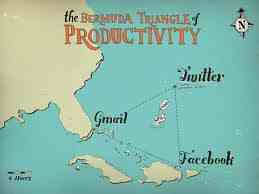 the BERMUDA TRIANGLE of
PRODUCTIVITY
N
Twitter
Gmail
Facebook